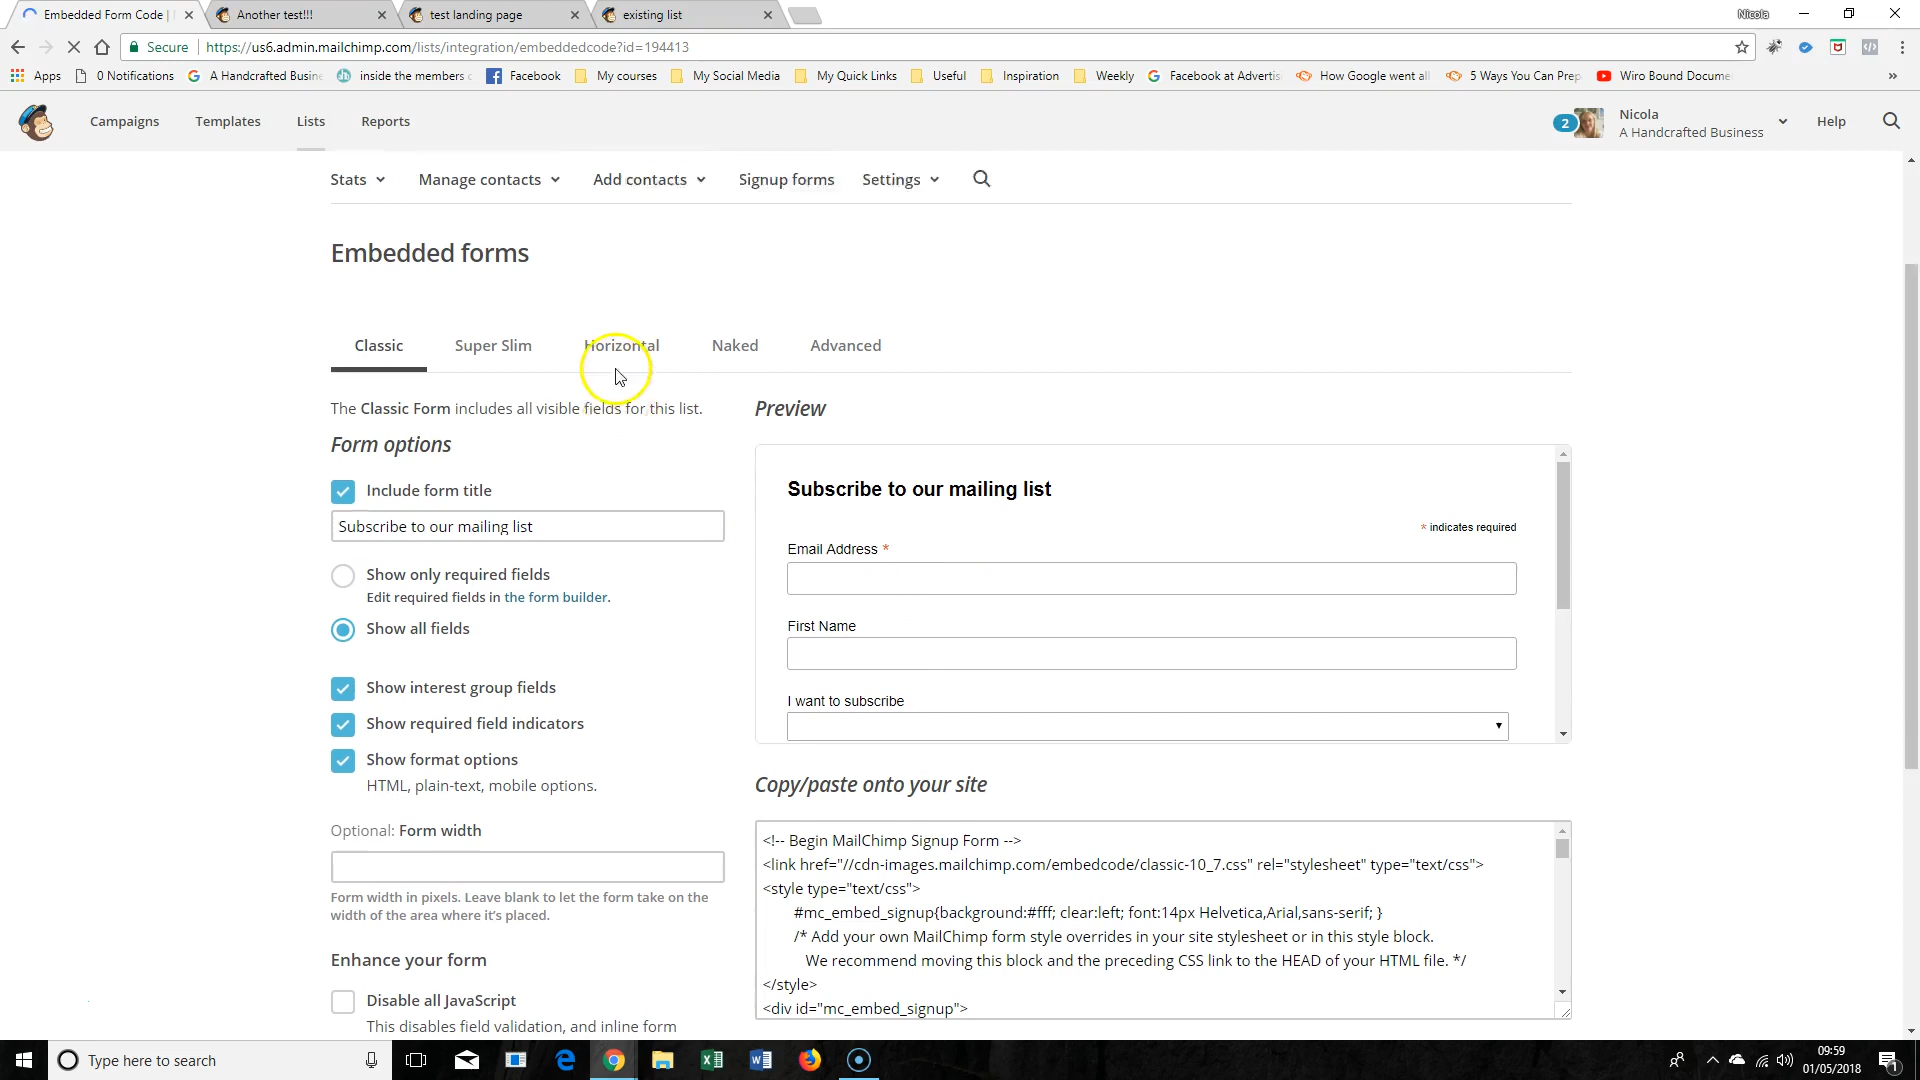 Embedded Form Code |
Another test!!!
test landing page
existing list
Nicola
Secure
https://us6.admin.mailchimp.com/lists/integration/embeddedcode?id=194413
Apps
0 Notifications
A Handcrafted Busine
inside the members
Facebook
My courses
My Social Media
My Quick Links
Useful
Inspiration
Weekly
Facebook at Advertis
How Google went all
5 Ways You Can Prep
Wiro Bound Docume
»
Campaigns
Templates
Lists
Reports
2
Nicola
A Handcrafted Business
Help
Stats
Manage contacts
Add contacts
Signup forms
Settings
Embedded forms
Classic
Super Slim
Horizontal
Naked
Advanced
The Classic Form includes all visible fields for this list.
Form options
Include form title
Subscribe to our mailing list
Show only required fields
Edit required fields in the form builder.
Show all fields
Show interest group fields
Show required field indicators
Show format options
HTML, plain-text, mobile options.
Optional: Form width
Form width in pixels. Leave blank to let the form take on the
width of the area where it's placed.
Enhance your form
Disable all JavaScript
This disables field validation, and inline form
Preview
Subscribe to our mailing list
* indicates required
Email Address *
First Name
I want to subscribe
Copy/paste onto your site
<!-- Begin MailChimp Signup Form -->
<link href="//cdn-images.mailchimp.com/embedcode/classic-10_7.css" rel="stylesheet" type="text/css">
<style type="text/css">
#mc_embed_signup{background:#fff; clear:left; font:14px Helvetica,Arial,sans-serif; }
/* Add your own MailChimp form style overrides in your site stylesheet or in this style block.
We recommend moving this block and the preceding CSS link to the HEAD of your HTML file. */
</style>
<div id="mc_embed_signup">
Type here to search
09:59
01/05/2018
1